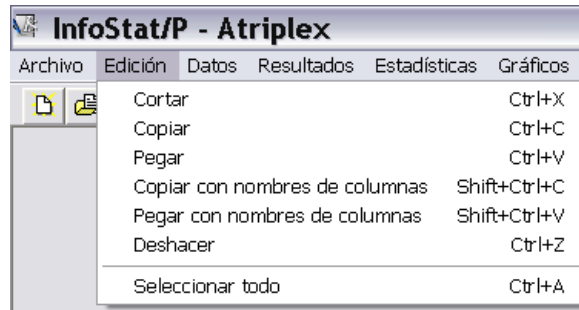 InfoStat/P - Atriplex
Archivo Edición Datos Resultados Estadísticas Gráficos
Cortar Ctrl+X
Copiar Ctrl+C
Pegar Ctrl+V
Copiar con nombres de columnas Shift+Ctrl+C
Pegar con nombres de columnas Shift+Ctrl+V
Deshacer Ctrl+Z
Seleccionar todo Ctrl+A